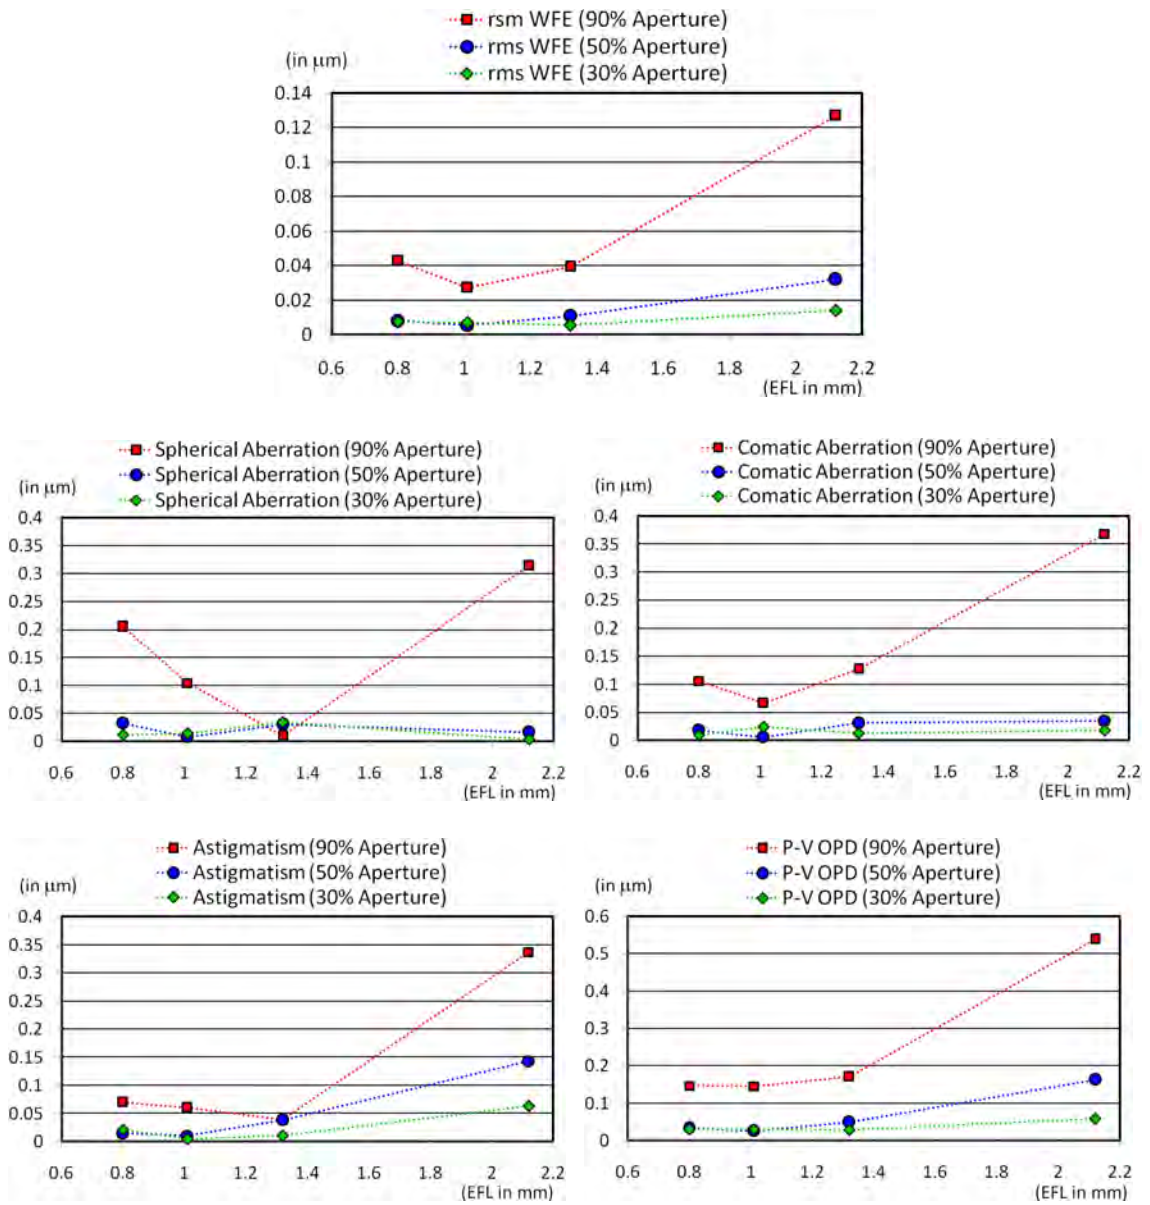 rsm WFE (90% Aperture)
rms WFE (50% Aperture)
(in μm)
rms WFE (30% Aperture)
0.14
0.12
0.1
0.08
0.06
0.04
0.02
0
0.6 0.8 1 1.2 1.4 1.6 1.8 2 2.2
(EFL in mm)
Spherical Aberration (90% Aperture)
Spherical Aberration (50% Aperture)
(in μm)
Spherical Aberration (30% Aperture)
0.4
0.35
0.3
0.25
0.2
0.15
0.1
0.05
0
0.6 0.8 1 1.2 1.4 1.6 1.8 2 2.2
(EFL in mm)
Comatic Aberration (90% Aperture)
Comatic Aberration (50% Aperture)
(in μm)
Comatic Aberration (30% Aperture)
0.4
0.35
0.3
0.25
0.2
0.15
0.1
0.05
0
0.6 0.8 1 1.2 1.4 1.6 1.8 2 2.2
(EFL in mm)
Astigmatism (90% Aperture)
Astigmatism (50% Aperture)
(in μm)
Astigmatism (30% Aperture)
0.4
0.35
0.3
0.25
0.2
0.15
0.1
0.05
0
0.6 0.8 1 1.2 1.4 1.6 1.8 2 2.2
(EFL in mm)
P-V OPD (90% Aperture)
P-V OPD (50% Aperture)
(in μm)
P-V OPD (30% Aperture)
0.6
0.5
0.4
0.3
0.2
0.1
0
0.6 0.8 1 1.2 1.4 1.6 1.8 2 2.2
(EFL in mm)